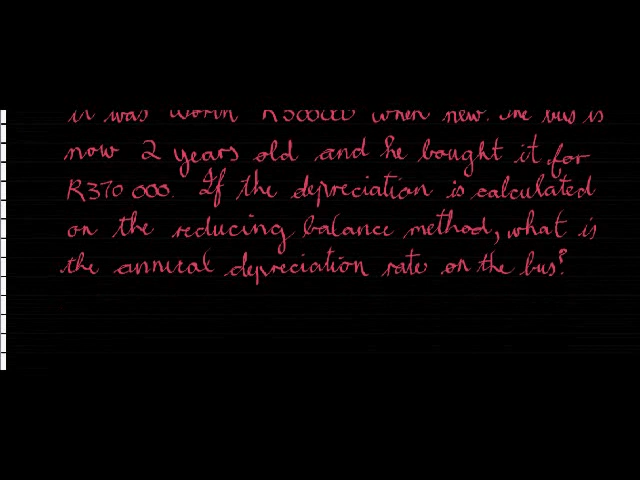 it was worth R500000 when new. The bus is
now 2 years old and he bought it for
R370 000. If the depreciation is calculated
on the reducing balance method, what is
the annual depreciation rate on the bus?